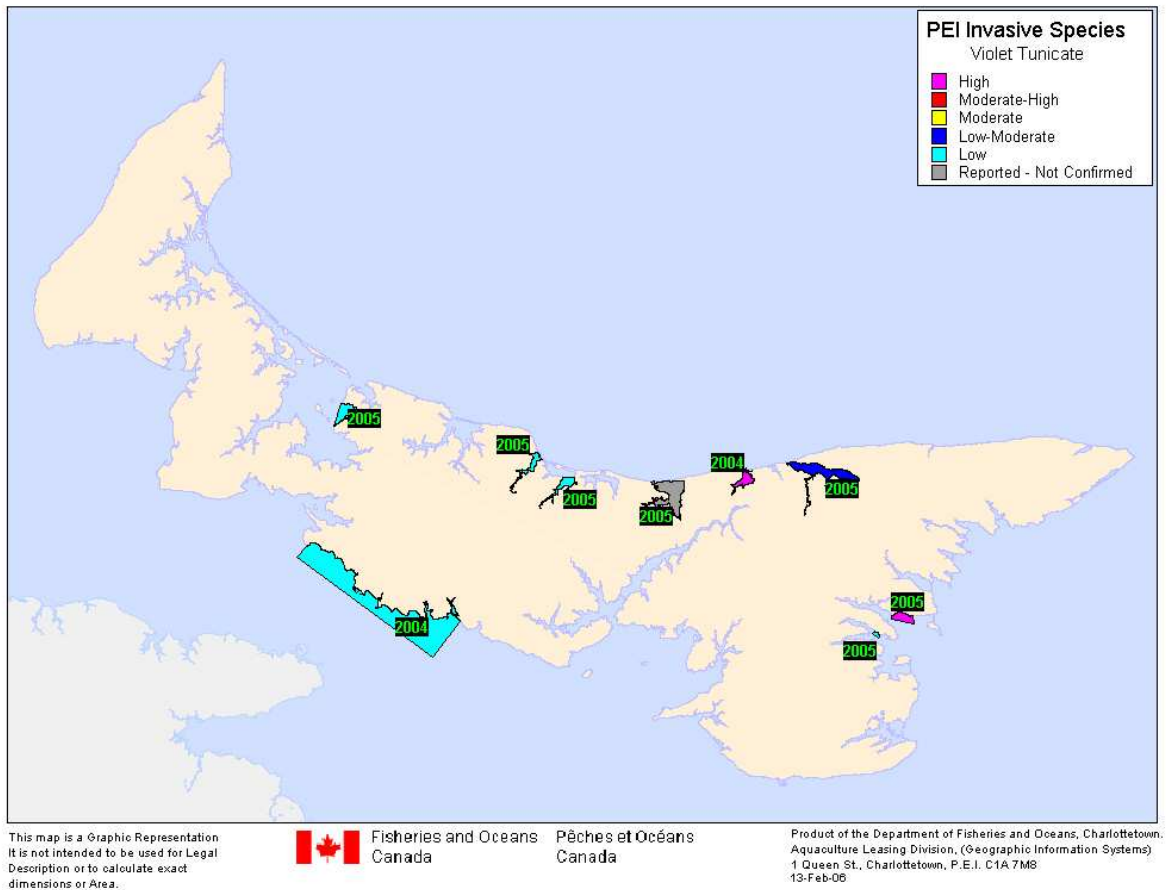 PEI Invasive Species
Violet Tunicate
High
Moderate-High
Moderate
Low-Moderate
Low
Reported - Not Confirmed
2005
2005
2005
2005
2004
2005
2004
2005
2005
This map is a Graphic Representation
It is not intended to be used for Legal
Description or to calculate exact
dimensions or Area.
Fisheries and Oceans
Canada
Pêches et Océans
Canada
Product of the Department of Fisheries and Oceans, Charlottetown.
Aquaculture Leasing Division, (Geographic Information Systems)
1 Queen St., Charlottetown, P.E.I. C1A 7M8
13-Feb-06